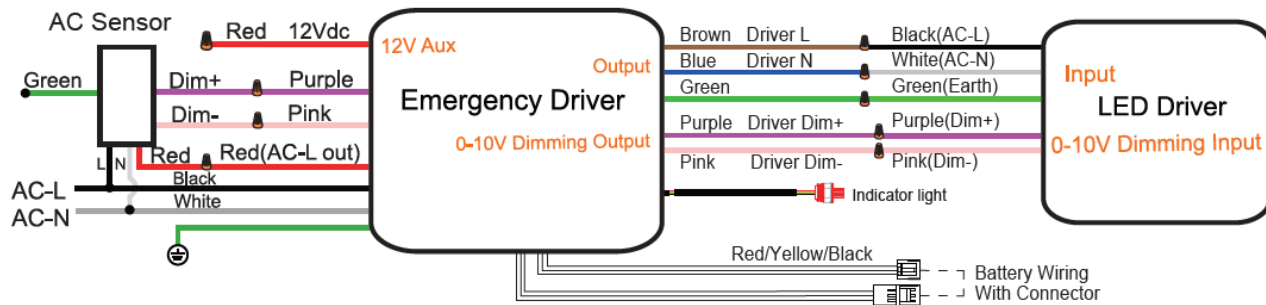 AC Sensor
Red 12Vdc
12V Aux
Green
Dim+ Purple
Dim- Pink
L N
Red Red(AC-L out)
Black
AC-L
White
AC-N
Emergency Driver
Output
0-10V Dimming Output
Brown Driver L Black(AC-L)
Blue Driver N White(AC-N)
Green Green(Earth)
Purple Driver Dim+ Purple(Dim+)
Pink Driver Dim- Pink(Dim-)
Indicator light
Input
LED Driver
0-10V Dimming Input
Red/Yellow/Black
Battery Wiring
With Connector